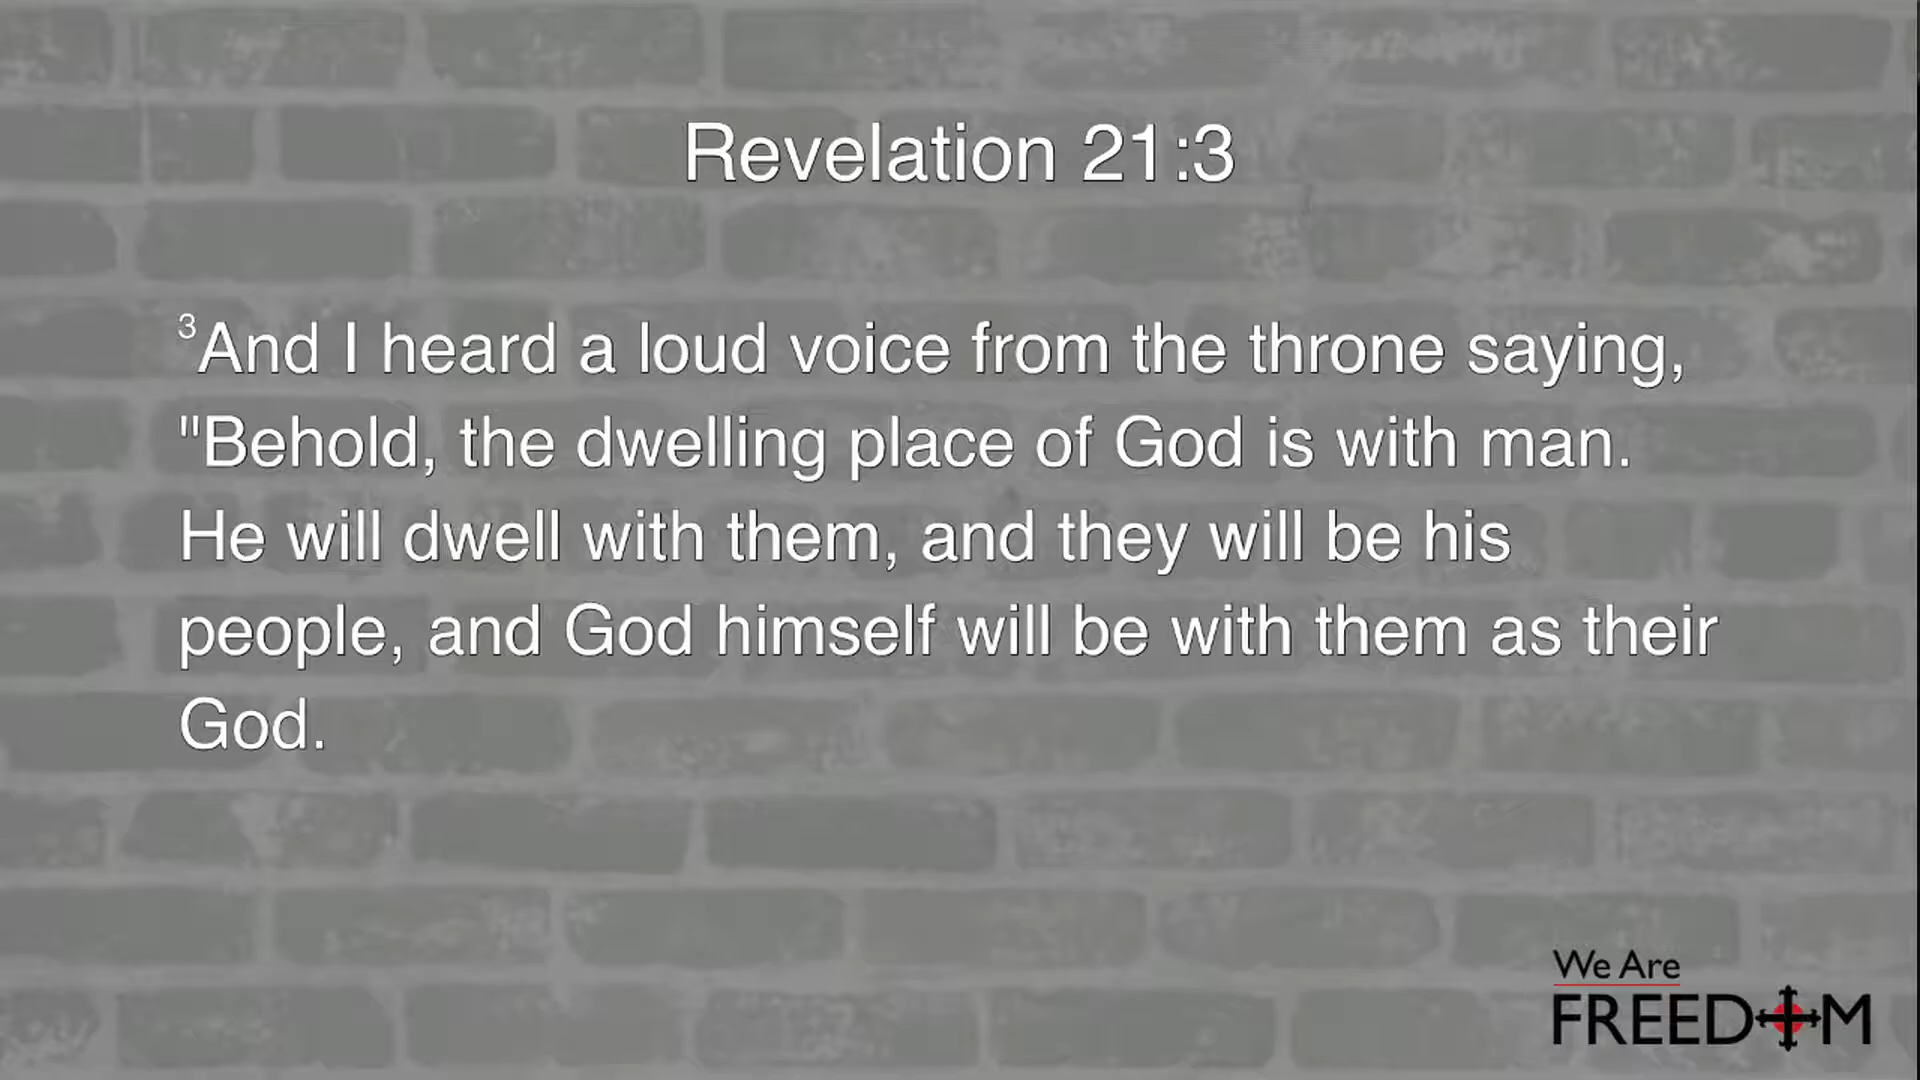 Revelation 21:3
3And I heard a loud voice from the throne saying,
"Behold, the dwelling place of God is with man.
He will dwell with them, and they will be his
people, and God himself will be with them as their
God.
We Are
FREEDOM